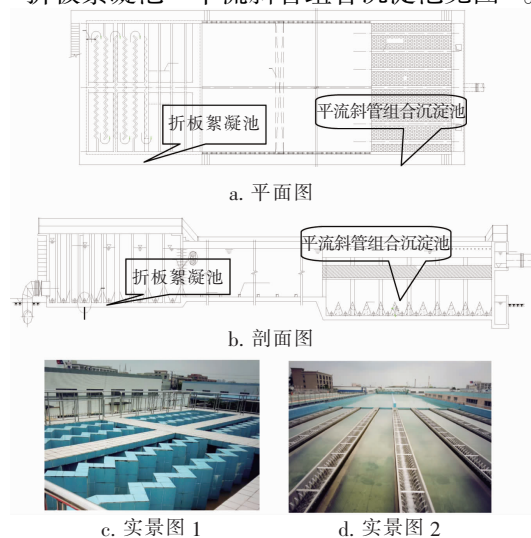 折板絮凝池
平流斜管组合沉淀池
a. 平面图
平流斜管组合沉淀池
折板絮凝池
b. 剖面图
c. 实景图 1
d. 实景图 2